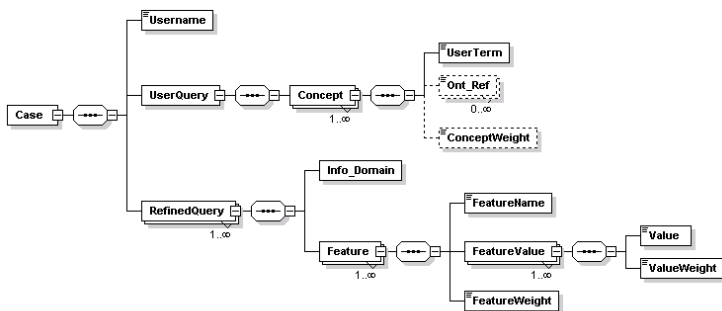 Username
UserTerm
UserQuery
Concept
Ont_Ref
1..∞
0..∞
Case
ConceptWeight
Info_Domain
RefinedQuery
FeatureName
1..∞
Value
Feature
FeatureValue
1..∞
1..∞
ValueWeight
FeatureWeight